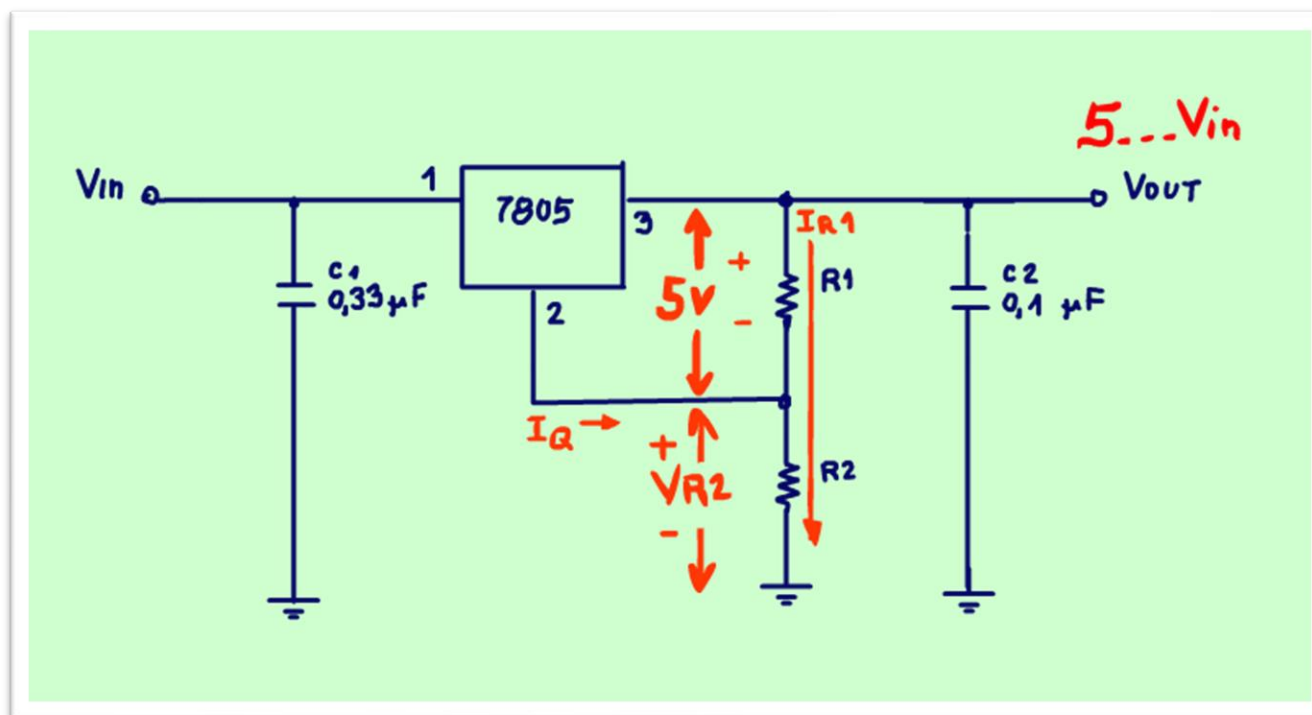 5...Vin
Vin
1
7805
3
IR1
VOUT
C1
0,33 µF
2
5v
+
-
R1
C2
0,1 µF
IQ →
+
VR2
-
R2